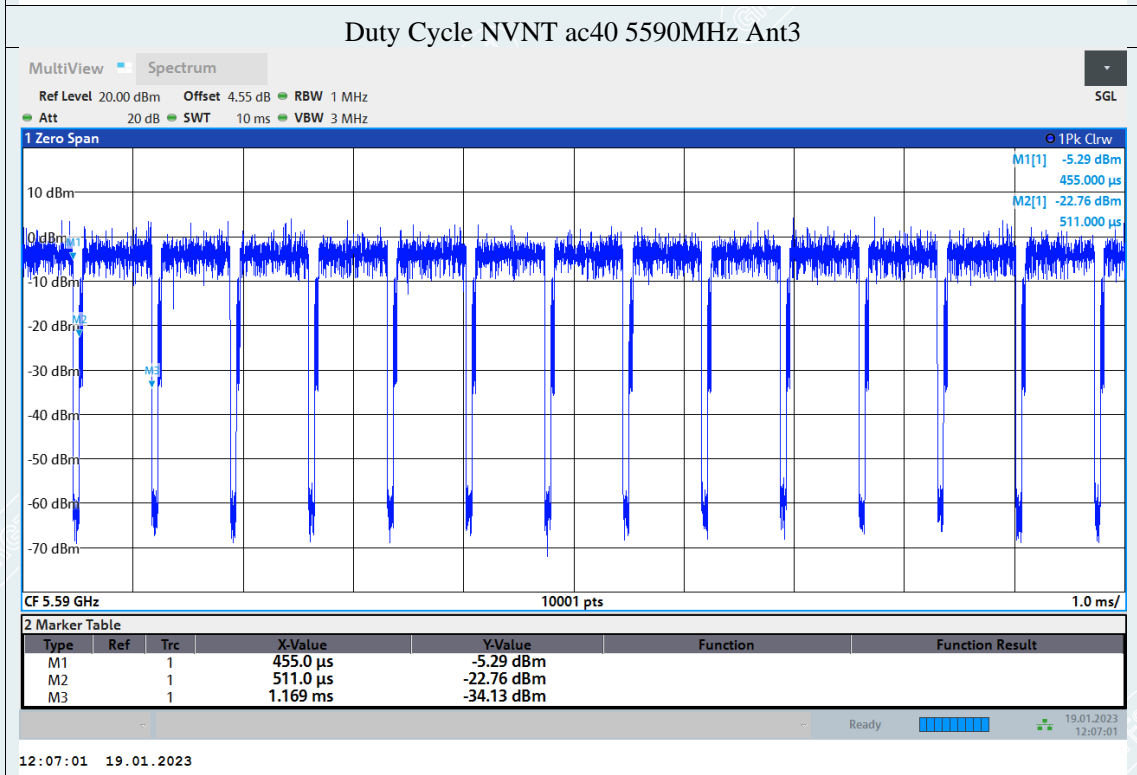 Duty Cycle NVNT ac40 5590MHz Ant3
MultiView Spectrum
Ref Level 20.00 dBm Offset 4.55 dB RBW 1 MHz SGL
Att 20 dB SWT 10 ms VBW 3 MHz
1 Zero Span 1Pk Clrw
M1[1] -5.29 dBm
455.000 µs
M2[1] -22.76 dBm
511.000 µs
10 dBm
0 dBm
M1
-10 dBm
-20 dBm
M2
-30 dBm
M3
-40 dBm
-50 dBm
-60 dBm
-70 dBm
CF 5.59 GHz 10001 pts 1.0 ms/
2 Marker Table
Type Ref Trc X-Value Y-Value Function Function Result
M1 1 455.0 µs -5.29 dBm
M2 1 511.0 µs -22.76 dBm
M3 1 1.169 ms -34.13 dBm
Ready 19.01.2023
12:07:01
12:07:01 19.01.2023